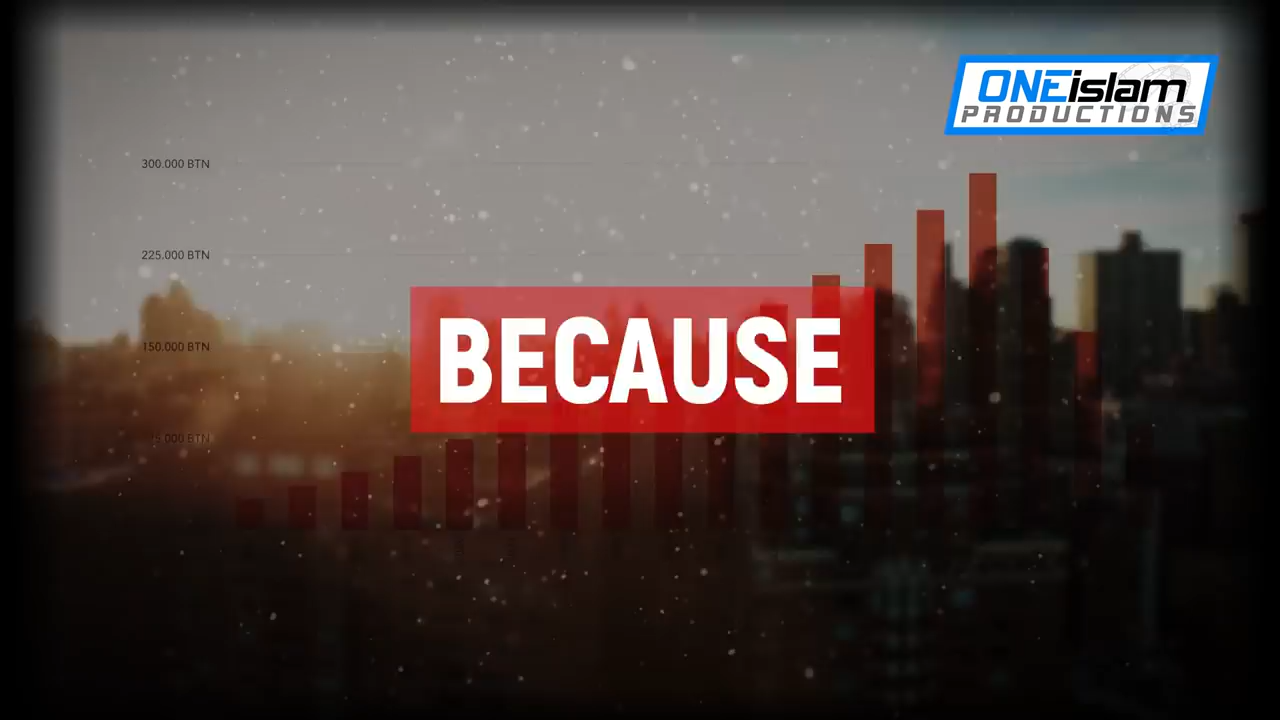 ONEislam
PRODUCTIONS
300.000 BTN
225.000 BTN
BECAUSE
150.000 BTN